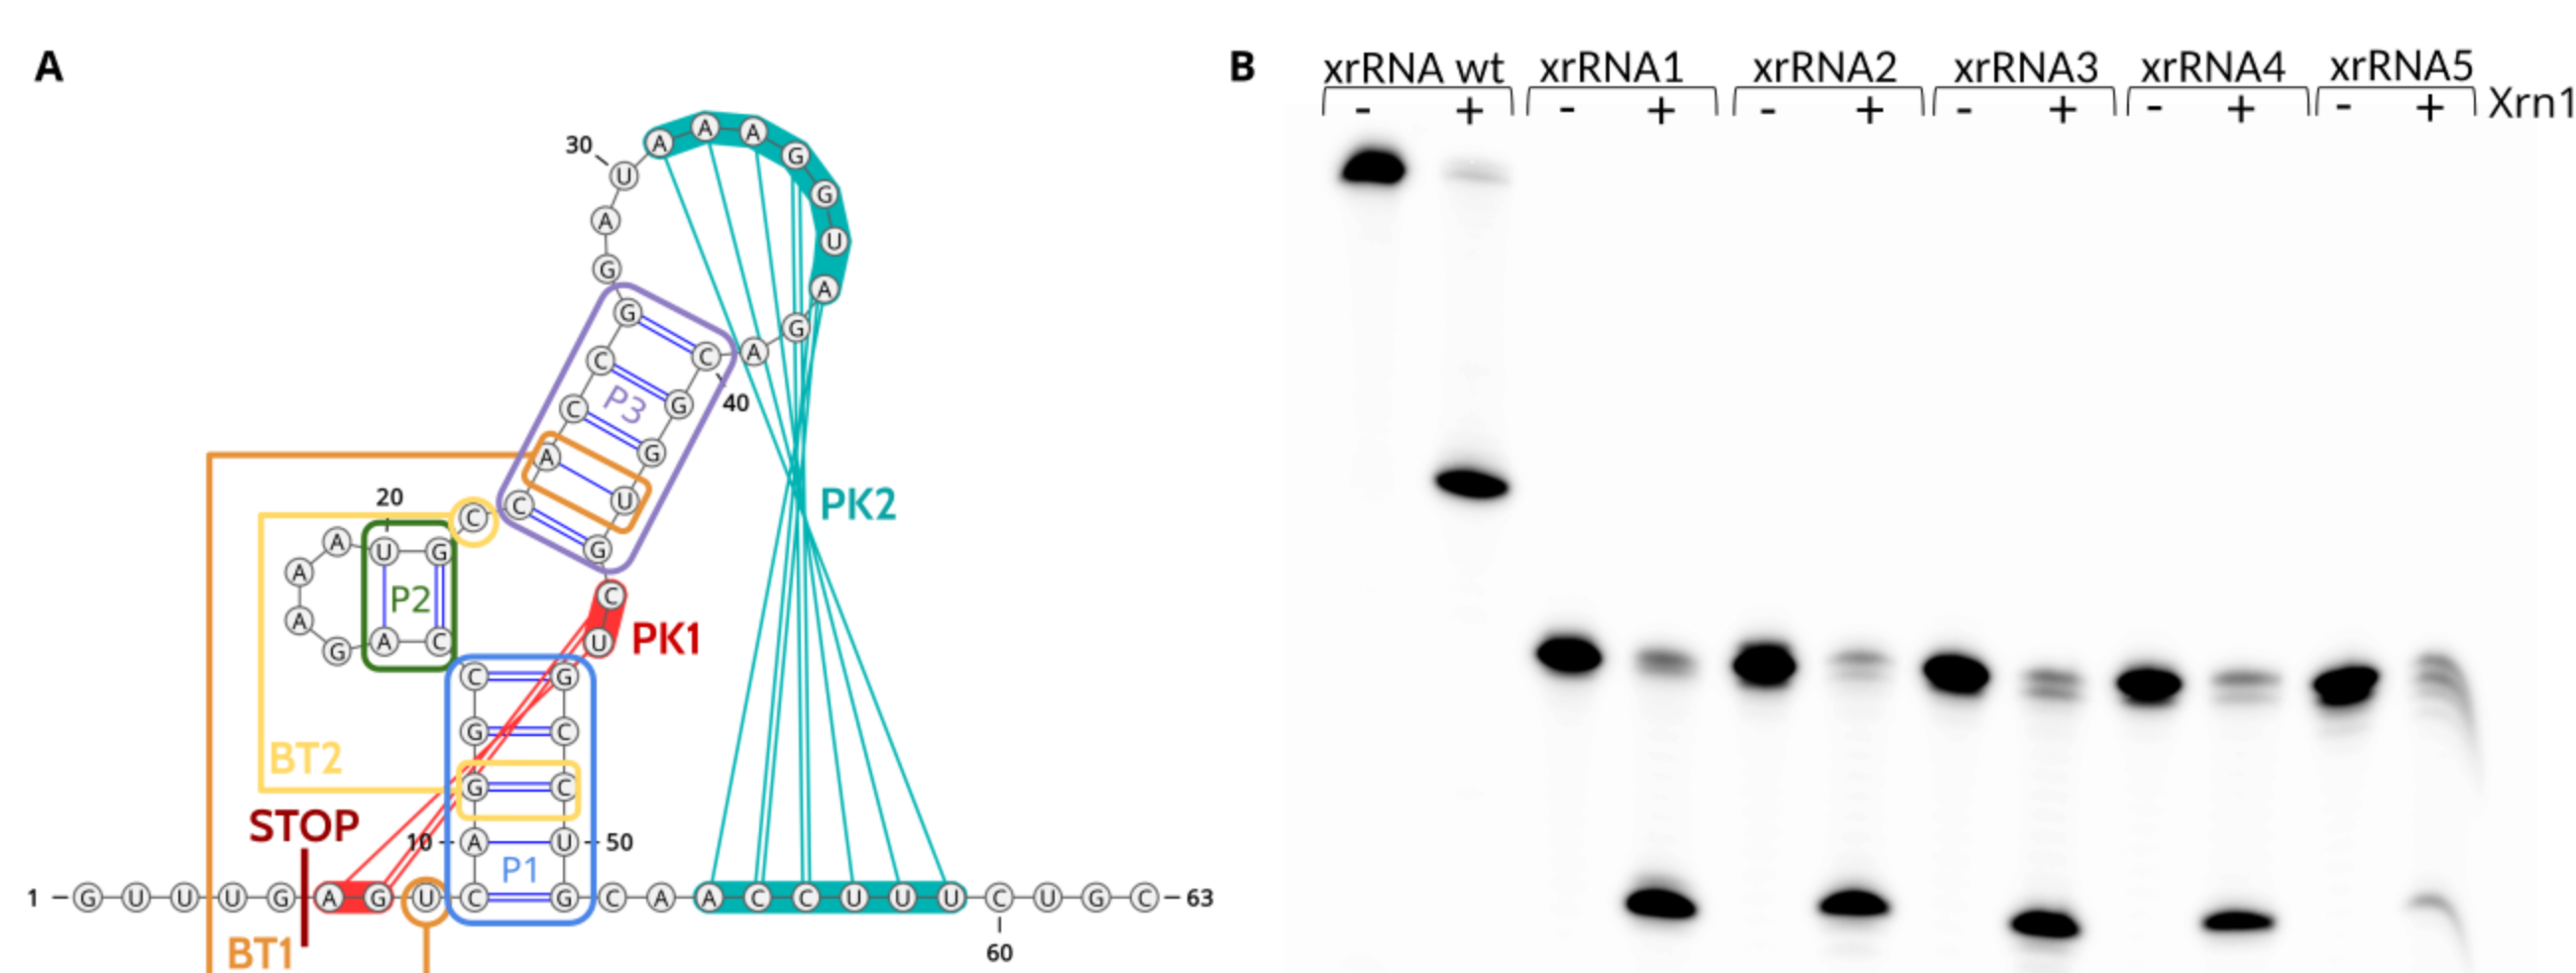 A
B
xrRNA wt xrRNA1 xrRNA2 xrRNA3 xrRNA4 xrRNA5
- + - + - + - + - + - + Xrn1
30
A A A
G
U
G
A
U
G
A
G
G
A
C
C
P3
G
40
C
G
A
PK2
20
U
C
C
G
A
U
G
A
P2
C
PK1
A
U
G
A
C
G
C
G
G
C
BT2
G
C
STOP
10
A
U
50
P1
1
G U U U G A G U C G C A A C C U U U C U G C
63
BT1
60